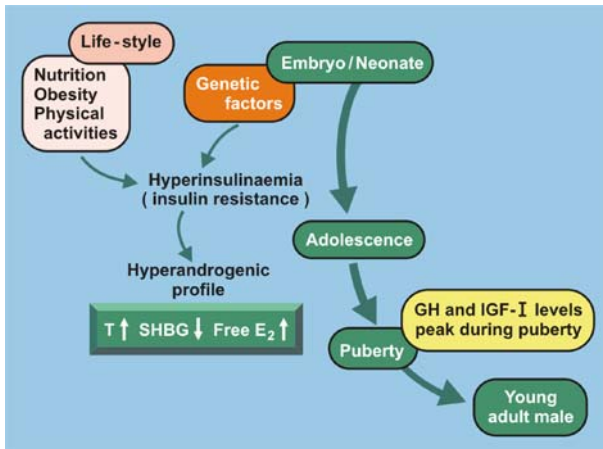 Life-style
Nutrition
Obesity
Physical
activities
Genetic
factors
Embryo/Neonate
Hyperinsulinaemia
( insulin resistance )
Hyperandrogenic
profile
T ↑ SHBG ↓ Free E₂ ↑
Adolescence
GH and IGF-I levels
peak during puberty
Puberty
Young
adult male